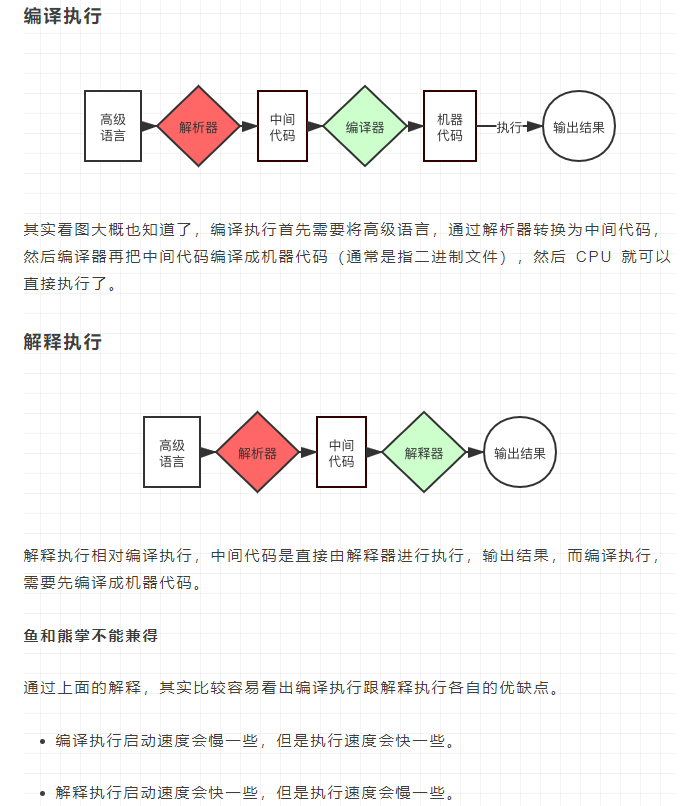 编译执行
高级
语言
解析器
中间
代码
编译器
机器
代码
执行
输出结果
其实看图大概也知道了，编译执行首先需要将高级语言，通过解析器转换为中间代码，
然后编译器再把中间代码编译成机器代码（通常是指二进制文件），然后 CPU 就可以
直接执行了。
解释执行
高级
语言
解析器
中间
代码
解释器
输出结果
解释执行相对编译执行，中间代码是直接由解释器进行执行，输出结果，而编译执行，
需要先编译成机器代码。
鱼和熊掌不能兼得
通过上面的解释，其实比较容易看出编译执行跟解释执行各自的优缺点。
• 编译执行启动速度会慢一些，但是执行速度会快一些。
• 解释执行启动速度会快一些，但是执行速度会慢一些。